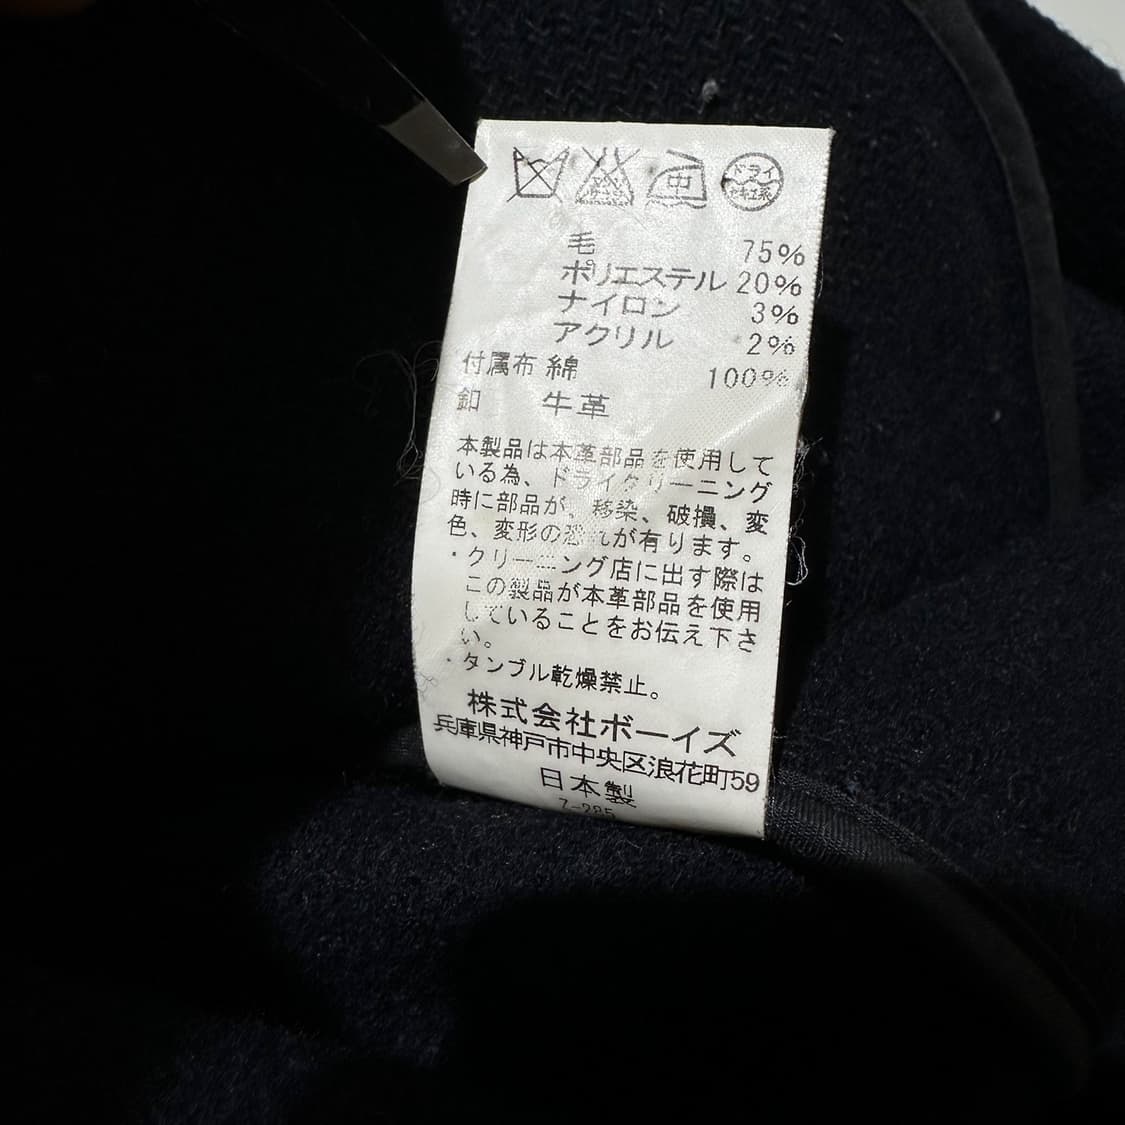 ドライ
セキユ系
毛 75%
ポリエステル 20%
ナイロン 3%
アクリル 2%
付属布 綿 100%
釦 牛革
本製品は本革部品を使用して
いる為、ドライクリーニング
時に部品が、移染、破損、変
色、変形の恐れが有ります。
・クリーニング店に出す際は
この製品が本革部品を使用
していることをお伝え下さ
い。
・タンブル乾燥禁止。
株式会社ボーイズ
兵庫県神戸市中央区浪花町59
日本製